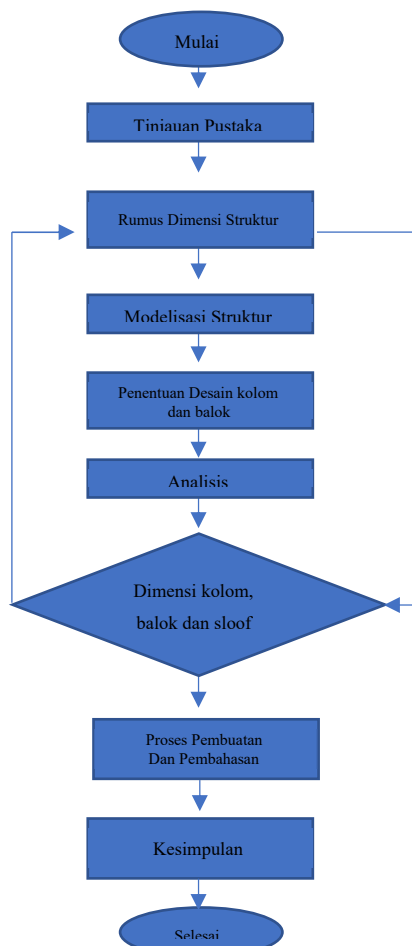 Mulai
Tinjauan Pustaka
Rumus Dimensi Struktur
Modelisasi Struktur
Penentuan Desain kolom
dan balok
Analisis
Dimensi kolom,
balok dan sloof
Proses Pembuatan
Dan Pembahasan
Kesimpulan
Selesai